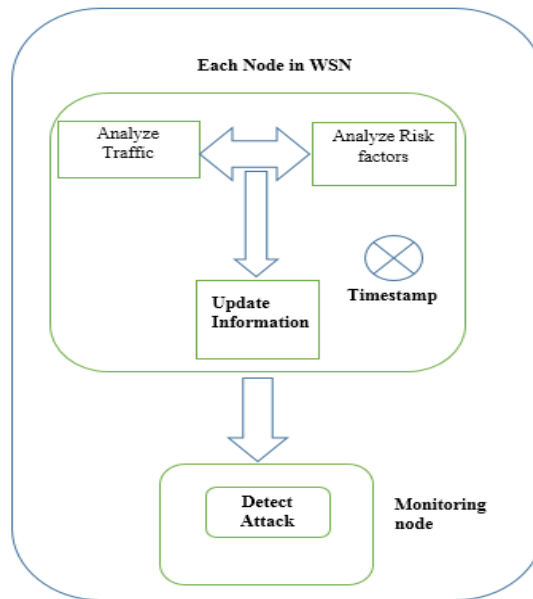 Each Node in WSN
Analyze
Traffic
Analyze Risk
factors
Timestamp
Update
Information
Detect
Attack
Monitoring
node